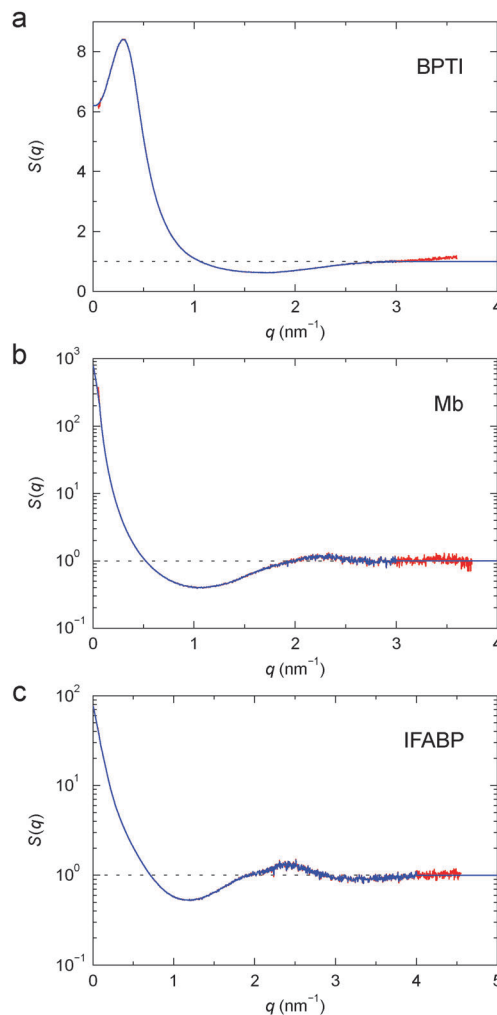 a
BPTI
S(q)
8
6
4
2
0
0 1 2 3 4
q (nm⁻¹)
b
Mb
S(q)
10³
10²
10¹
10⁰
10⁻¹
0 1 2 3 4
q (nm⁻¹)
c
IFABP
S(q)
10²
10¹
10⁰
10⁻¹
0 1 2 3 4 5
q (nm⁻¹)